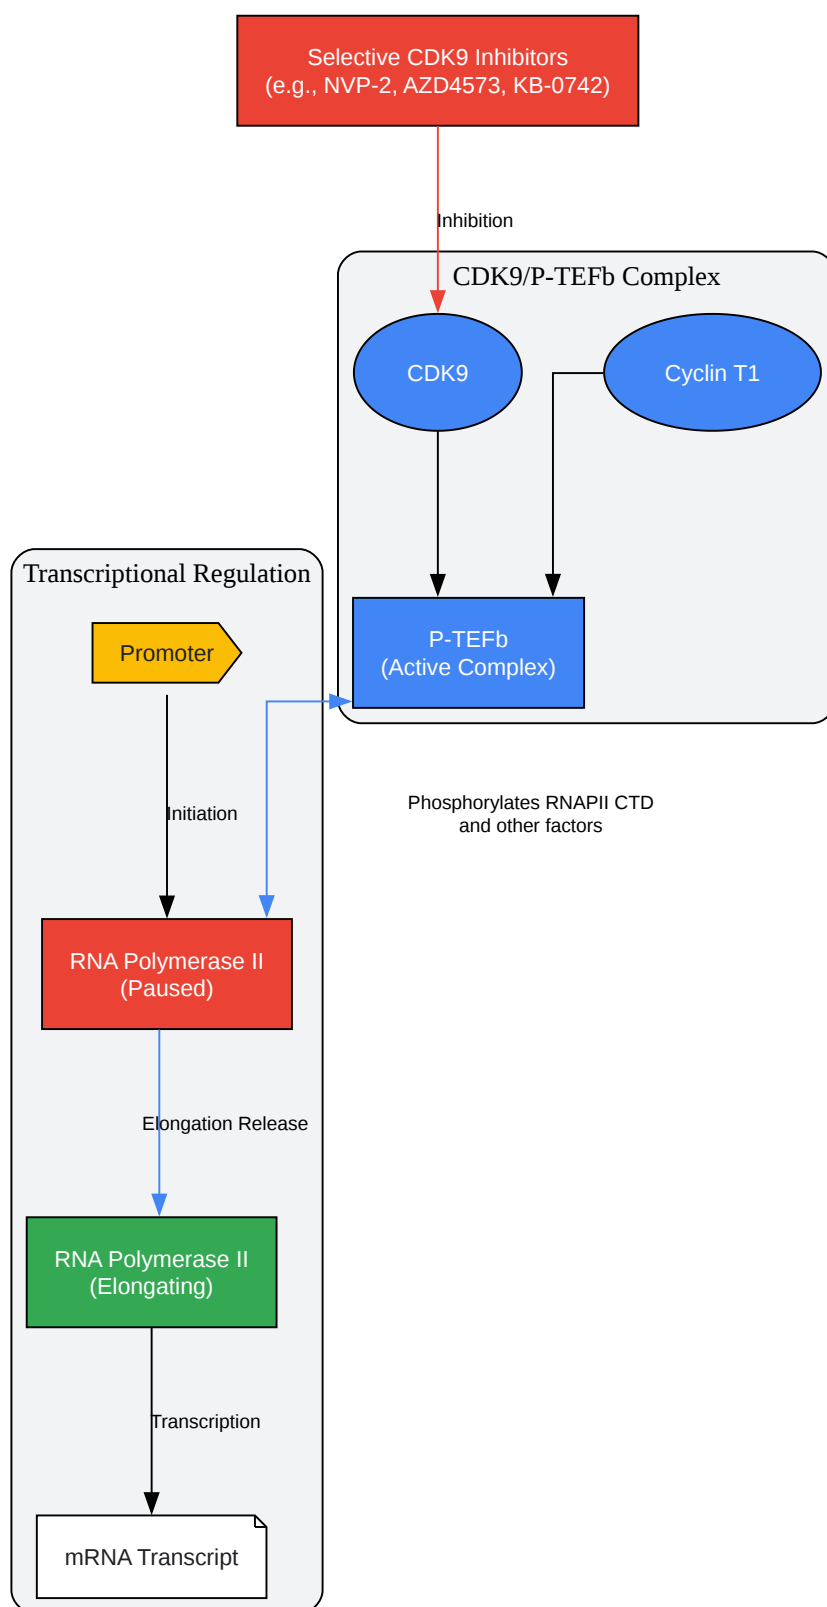 Selective CDK9 Inhibitors
(e.g., NVP-2, AZD4573, KB-0742)
Inhibition
CDK9/P-TEFb Complex
CDK9
Cyclin T1
Transcriptional Regulation
Promoter
P-TEFb
(Active Complex)
Initiation
Phosphorylates RNAPII CTD
and other factors
RNA Polymerase II
(Paused)
Elongation Release
RNA Polymerase II
(Elongating)
Transcription
mRNA Transcript